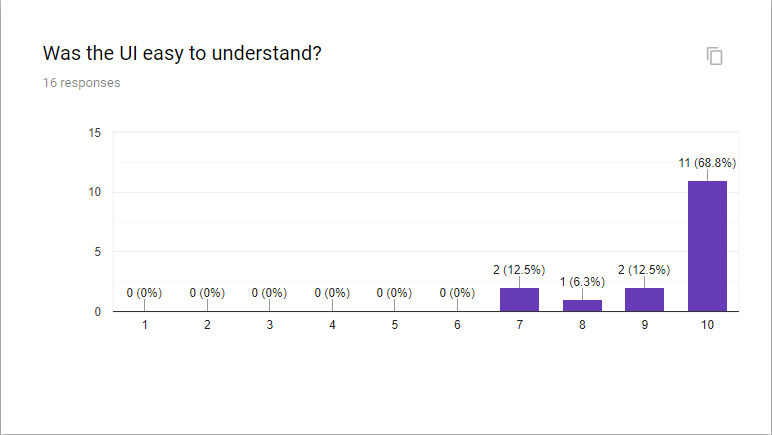 Was the UI easy to understand?
16 responses
15
10
5
0
0 (0%) 0 (0%) 0 (0%) 0 (0%) 0 (0%) 0 (0%) 2 (12.5%) 1 (6.3%) 2 (12.5%) 11 (68.8%)
1 2 3 4 5 6 7 8 9 10